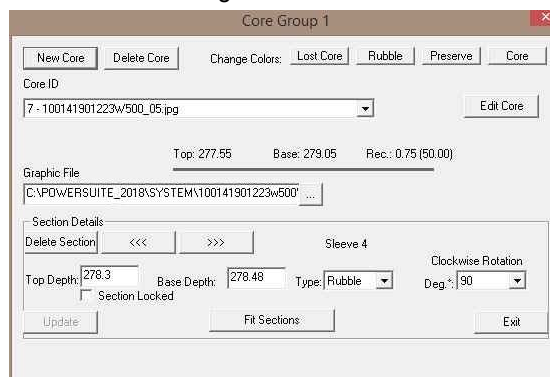 Core Group 1
New Core Delete Core Change Colors: Lost Core Rubble Preserve Core
Core ID
7 - 100141901223W500_05.jpg Edit Core
Top: 277.55 Base: 279.05 Rec.: 0.75 (50.00)
Graphic File
C:\POWERSUITE_2018\SYSTEM\100141901223w500' ...
Section Details
Delete Section <<< >>> Sleeve 4
Clockwise Rotation
Top Depth: 278.3 Base Depth: 278.48 Type: Rubble Deg.*: 90
Section Locked
Update Fit Sections Exit